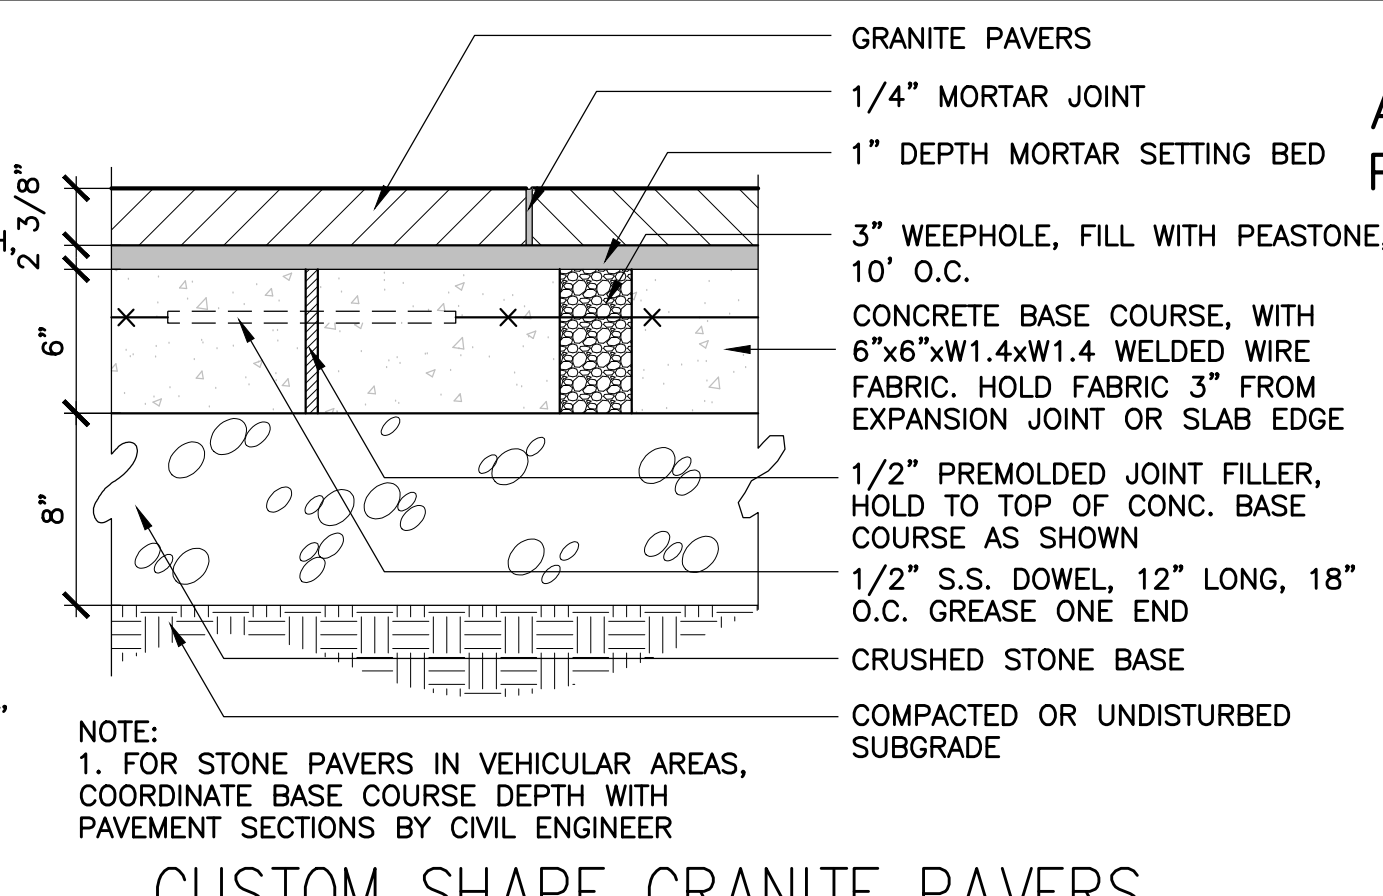 GRANITE PAVERS
1/4" MORTAR JOINT
1" DEPTH MORTAR SETTING BED
3" WEEPHOLE, FILL WITH PEASTONE,
10' O.C.
CONCRETE BASE COURSE, WITH
6"x6"xW1.4xW1.4 WELDED WIRE
FABRIC. HOLD FABRIC 3" FROM
EXPANSION JOINT OR SLAB EDGE
1/2" PREMOLDED JOINT FILLER,
HOLD TO TOP OF CONC. BASE
COURSE AS SHOWN
1/2" S.S. DOWEL, 12" LONG, 18"
O.C. GREASE ONE END
CRUSHED STONE BASE
COMPACTED OR UNDISTURBED
SUBGRADE
2 3/8"
6"
8"
NOTE:
1. FOR STONE PAVERS IN VEHICULAR AREAS,
COORDINATE BASE COURSE DEPTH WITH
PAVEMENT SECTIONS BY CIVIL ENGINEER
CUSTOM SHAPE GRANITE PAVERS